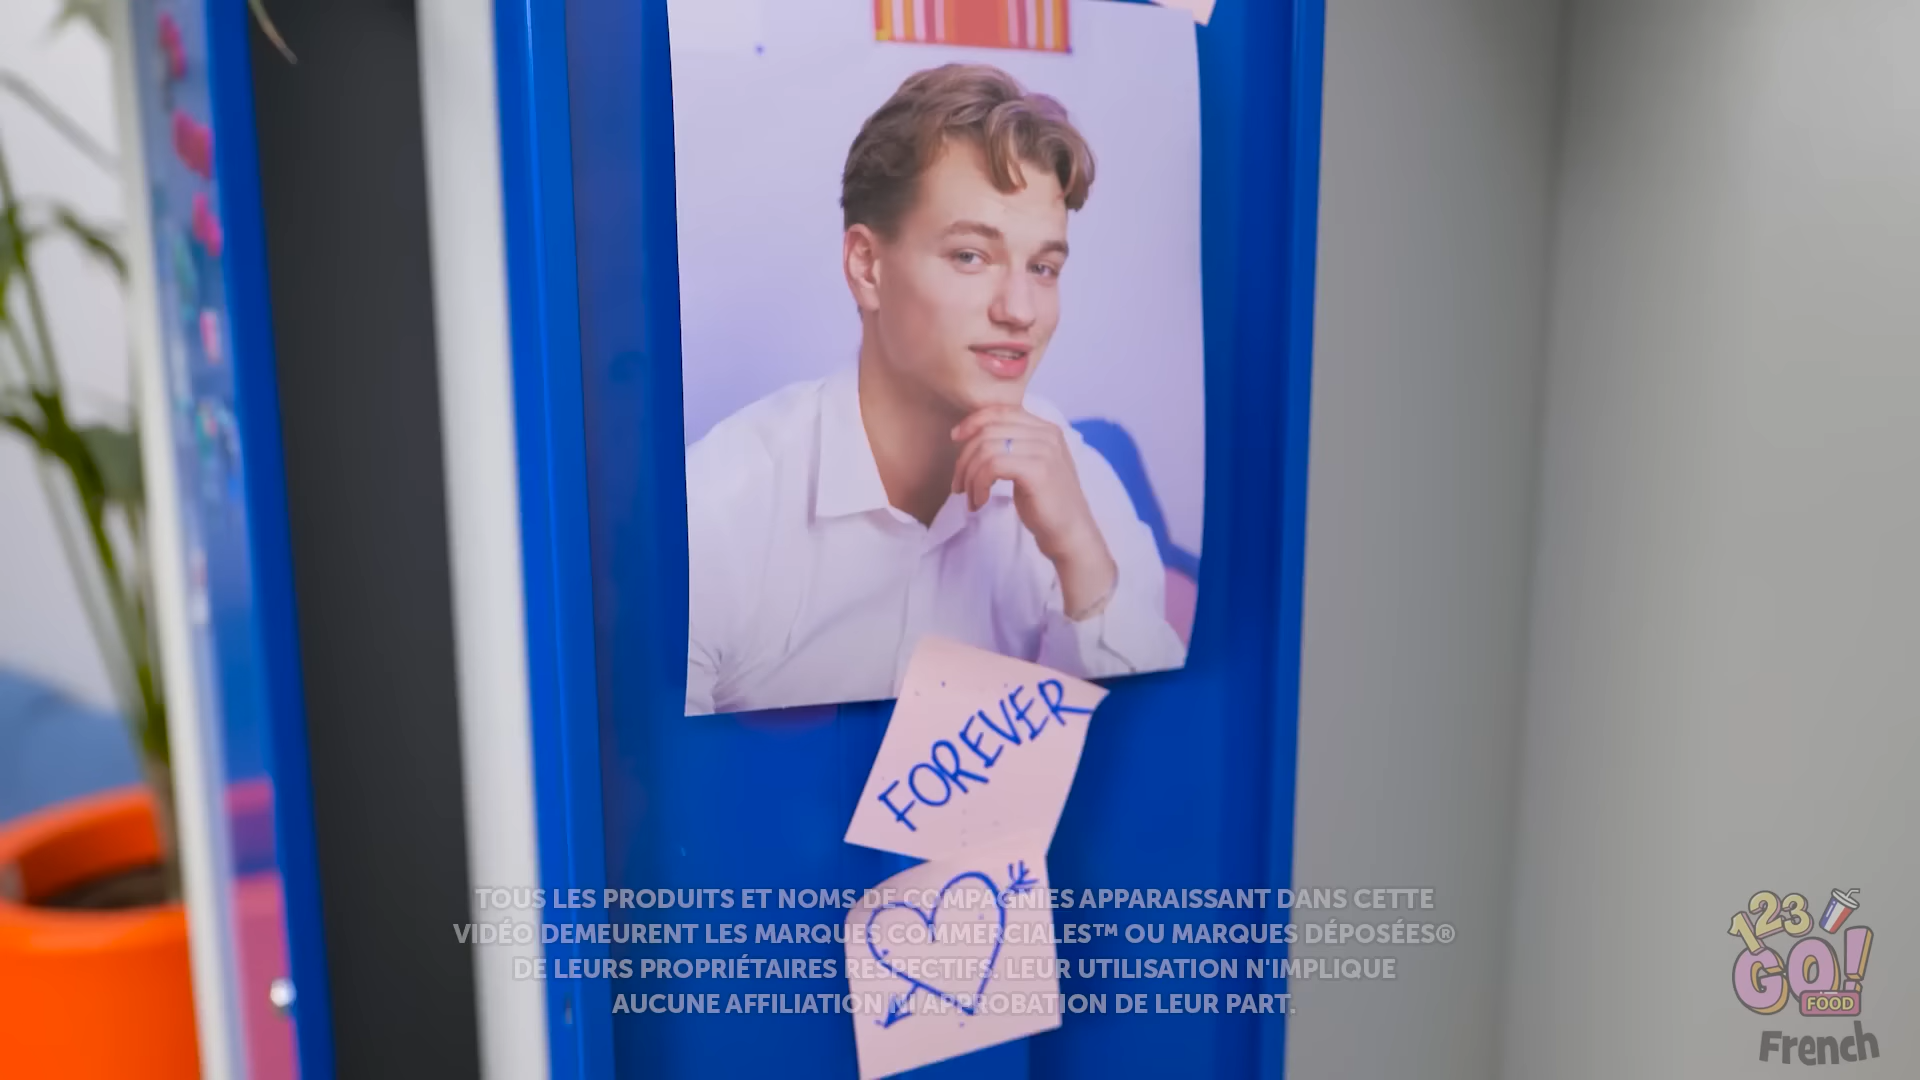 FOREVER
TOUS LES PRODUITS ET NOMS DE COMPAGNIES APPARAISSANT DANS CETTE
VIDÉO DEMEURENT LES MARQUES COMMERCIALES™ OU MARQUES DÉPOSÉES®
DE LEURS PROPRIÉTAIRES RESPECTIFS. LEUR UTILISATION N'IMPLIQUE
AUCUNE AFFILIATION NI APPROBATION DE LEUR PART.
123
GO!
FOOD
French